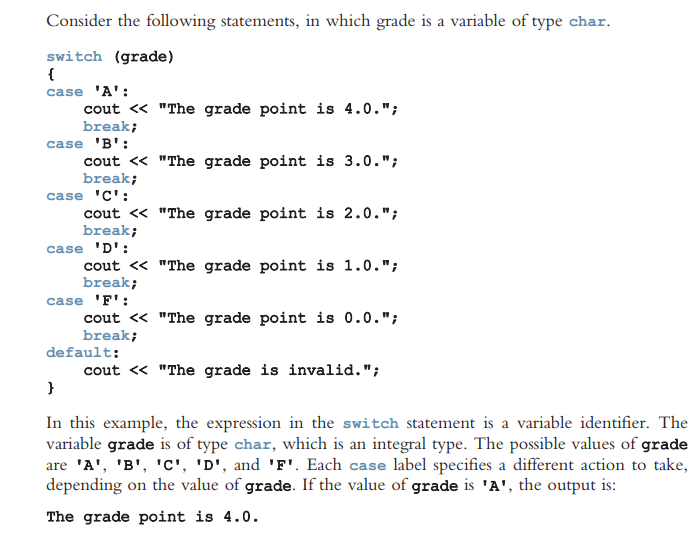 Consider the following statements, in which grade is a variable of type char.
switch (grade)
{
case 'A':
    cout << "The grade point is 4.0.";
    break;
case 'B':
    cout << "The grade point is 3.0.";
    break;
case 'C':
    cout << "The grade point is 2.0.";
    break;
case 'D':
    cout << "The grade point is 1.0.";
    break;
case 'F':
    cout << "The grade point is 0.0.";
    break;
default:
    cout << "The grade is invalid.";
}
In this example, the expression in the switch statement is a variable identifier. The
variable grade is of type char, which is an integral type. The possible values of grade
are 'A', 'B', 'C', 'D', and 'F'. Each case label specifies a different action to take,
depending on the value of grade. If the value of grade is 'A', the output is:
The grade point is 4.0.